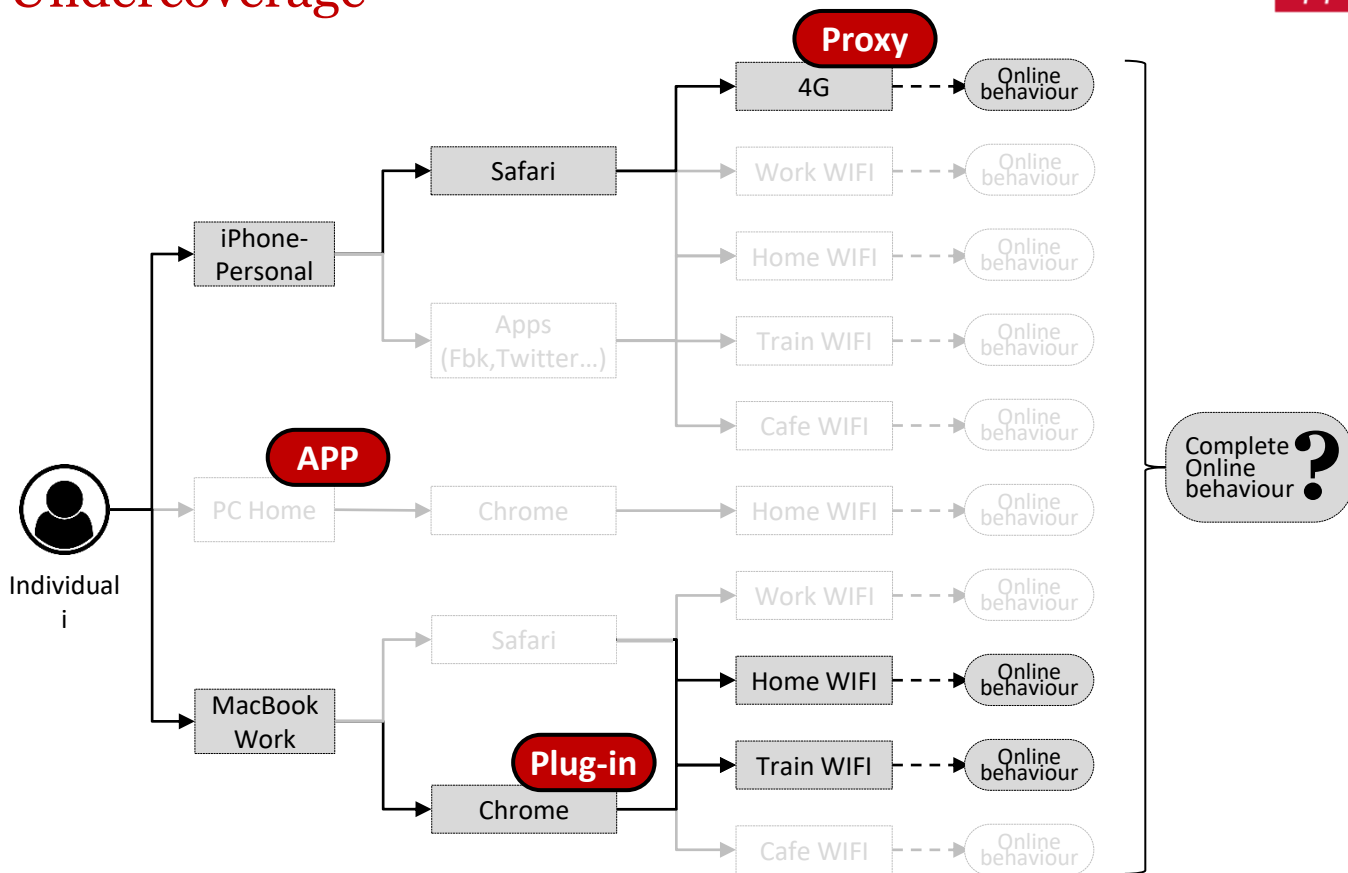 Undercoverage
Proxy
4G
Online
behaviour
Safari
Work WIFI
Online
behaviour
iPhone-
Personal
Home WIFI
Online
behaviour
Apps
(Fbk,Twitter...)
Train WIFI
Online
behaviour
Cafe WIFI
Online
behaviour
APP
PC Home
Chrome
Home WIFI
Online
behaviour
Complete
Online
behaviour
?
Individual
i
Work WIFI
Online
behaviour
Safari
Home WIFI
Online
behaviour
MacBook
Work
Plug-in
Train WIFI
Online
behaviour
Chrome
Cafe WIFI
Online
behaviour